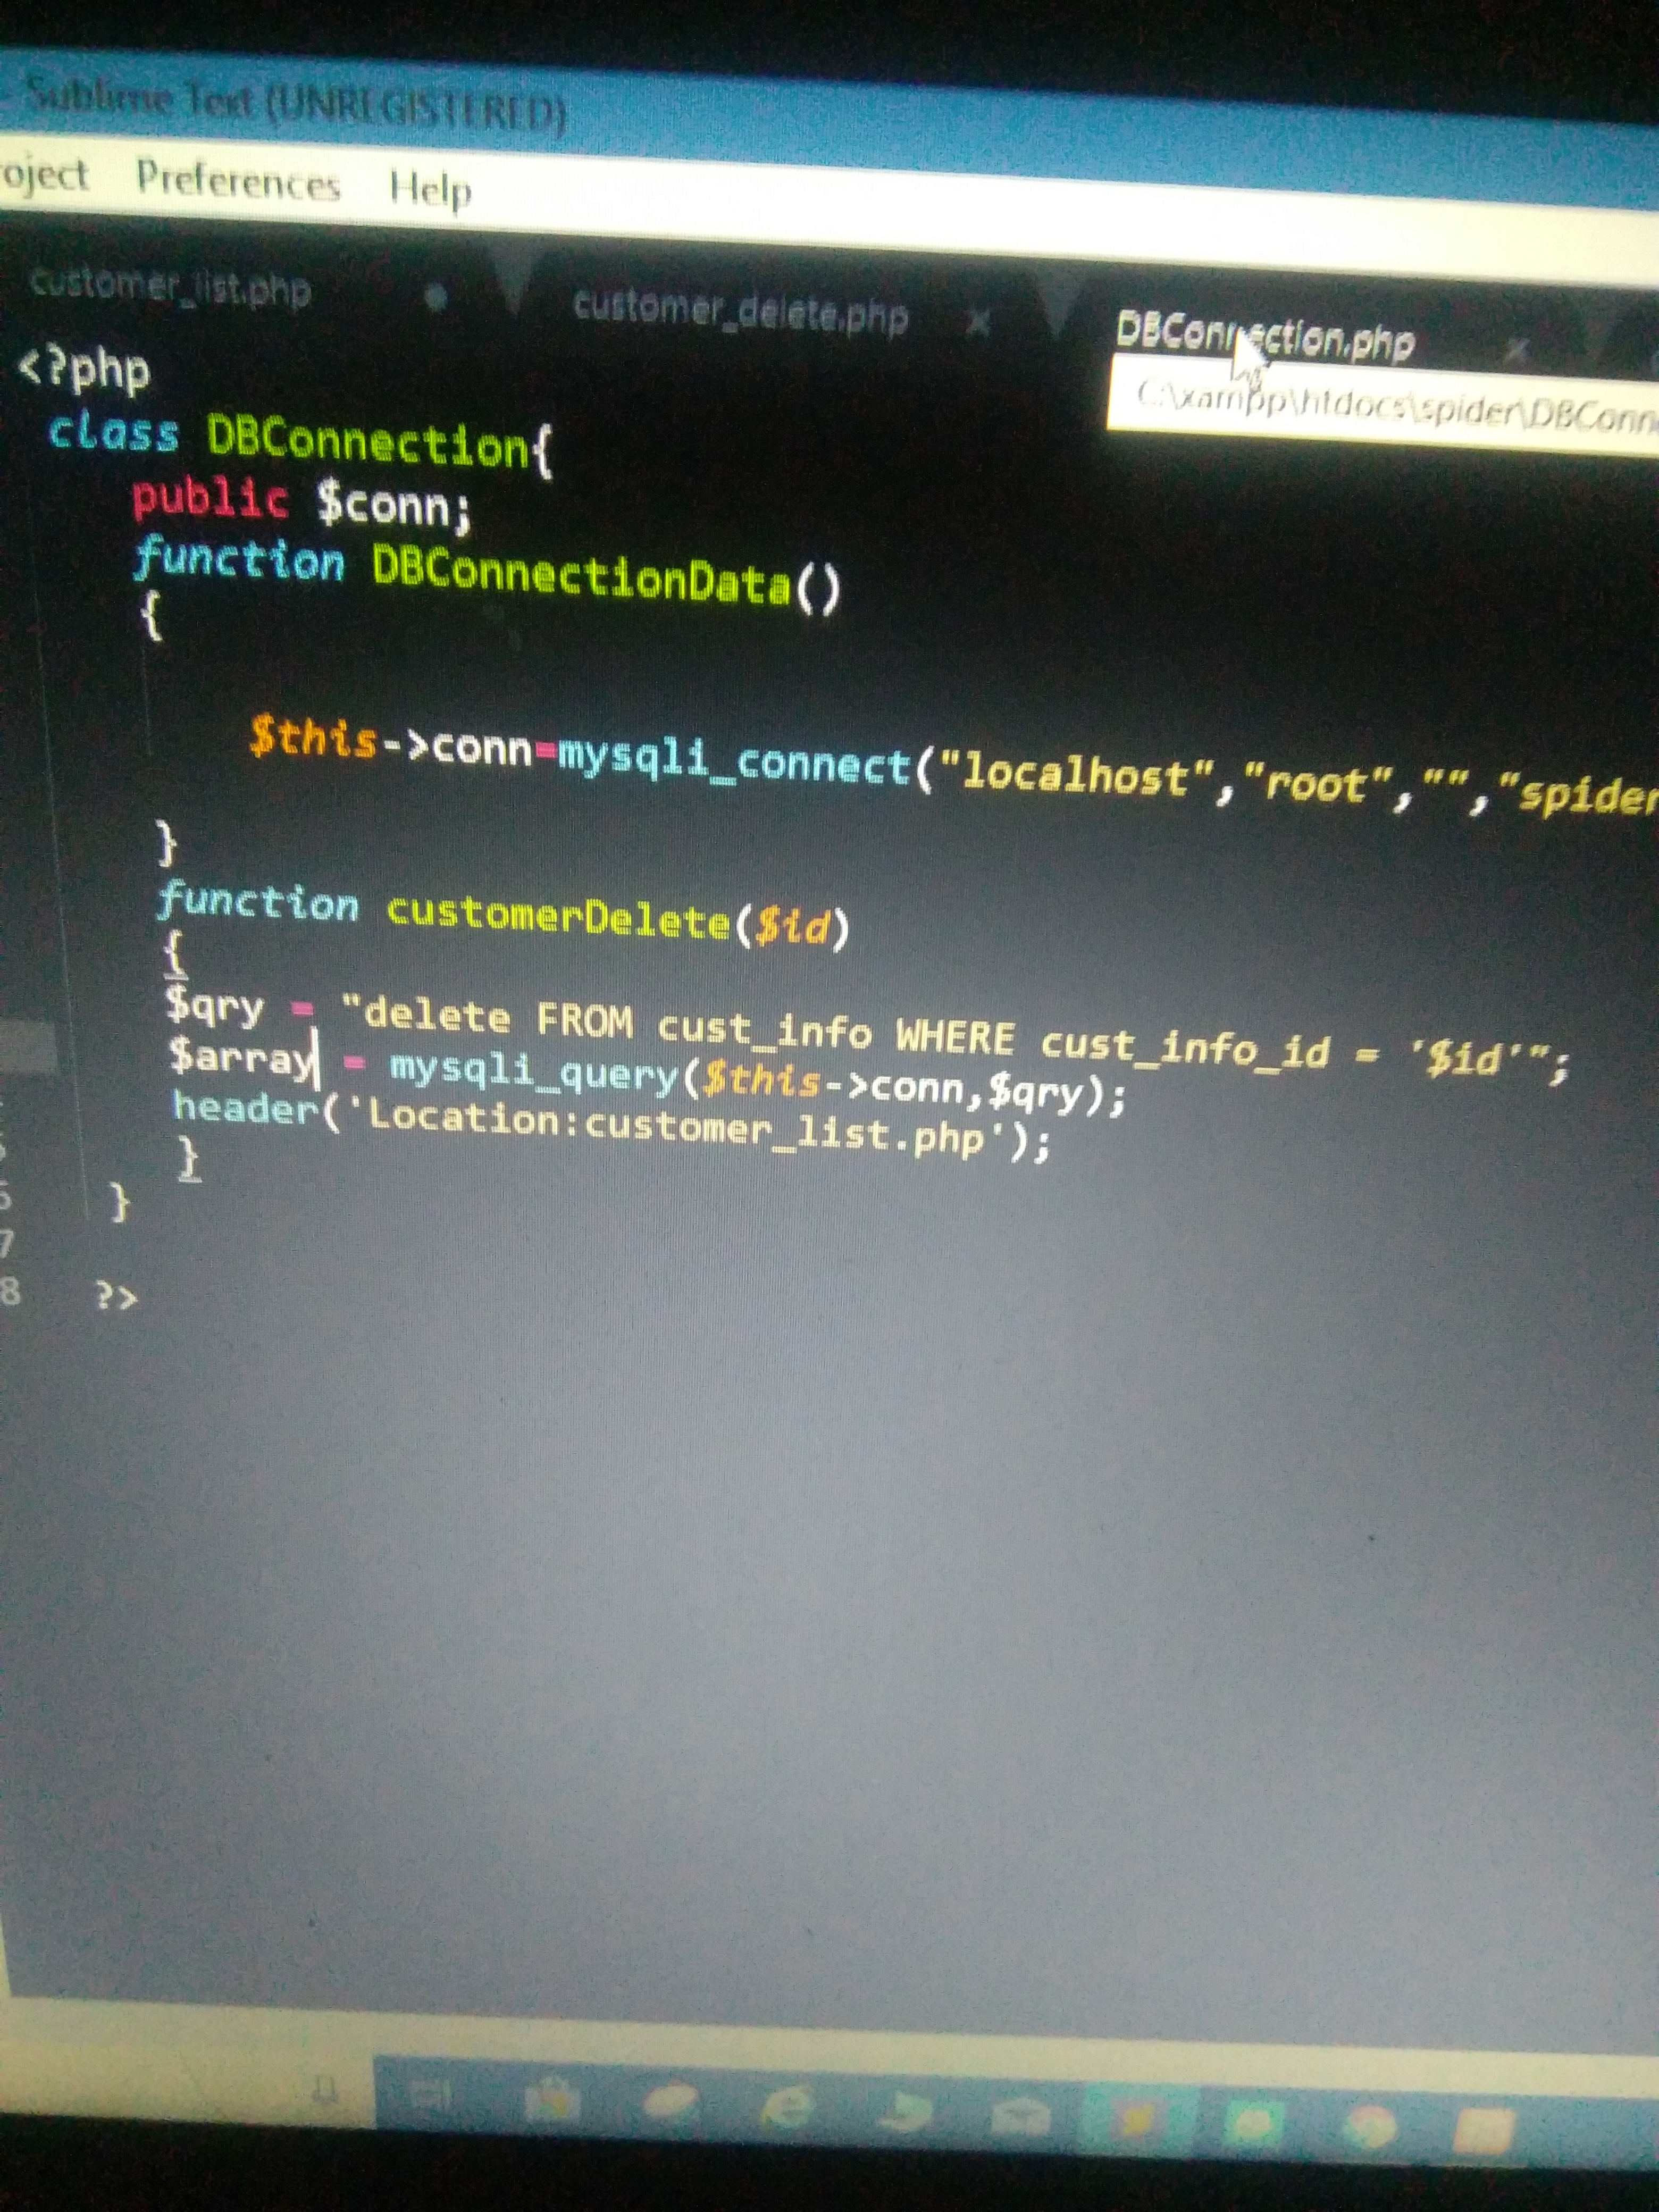 Sublime Text (UNREGISTERED)
oject Preferences Help
customer_list.php customer_delete.php DBConnection.php
C:\xampp\htdocs\spider\DBConn
<?php
class DBConnection{
public $conn;
function DBConnectionData()
{
$this->conn=mysqli_connect("localhost","root","","spider
}
function customerDelete($id)
{
$qry = "delete FROM cust_info WHERE cust_info_id = '$id'";
$array = mysqli_query($this->conn,$qry);
header('Location:customer_list.php');
}
}
7
8 ?>